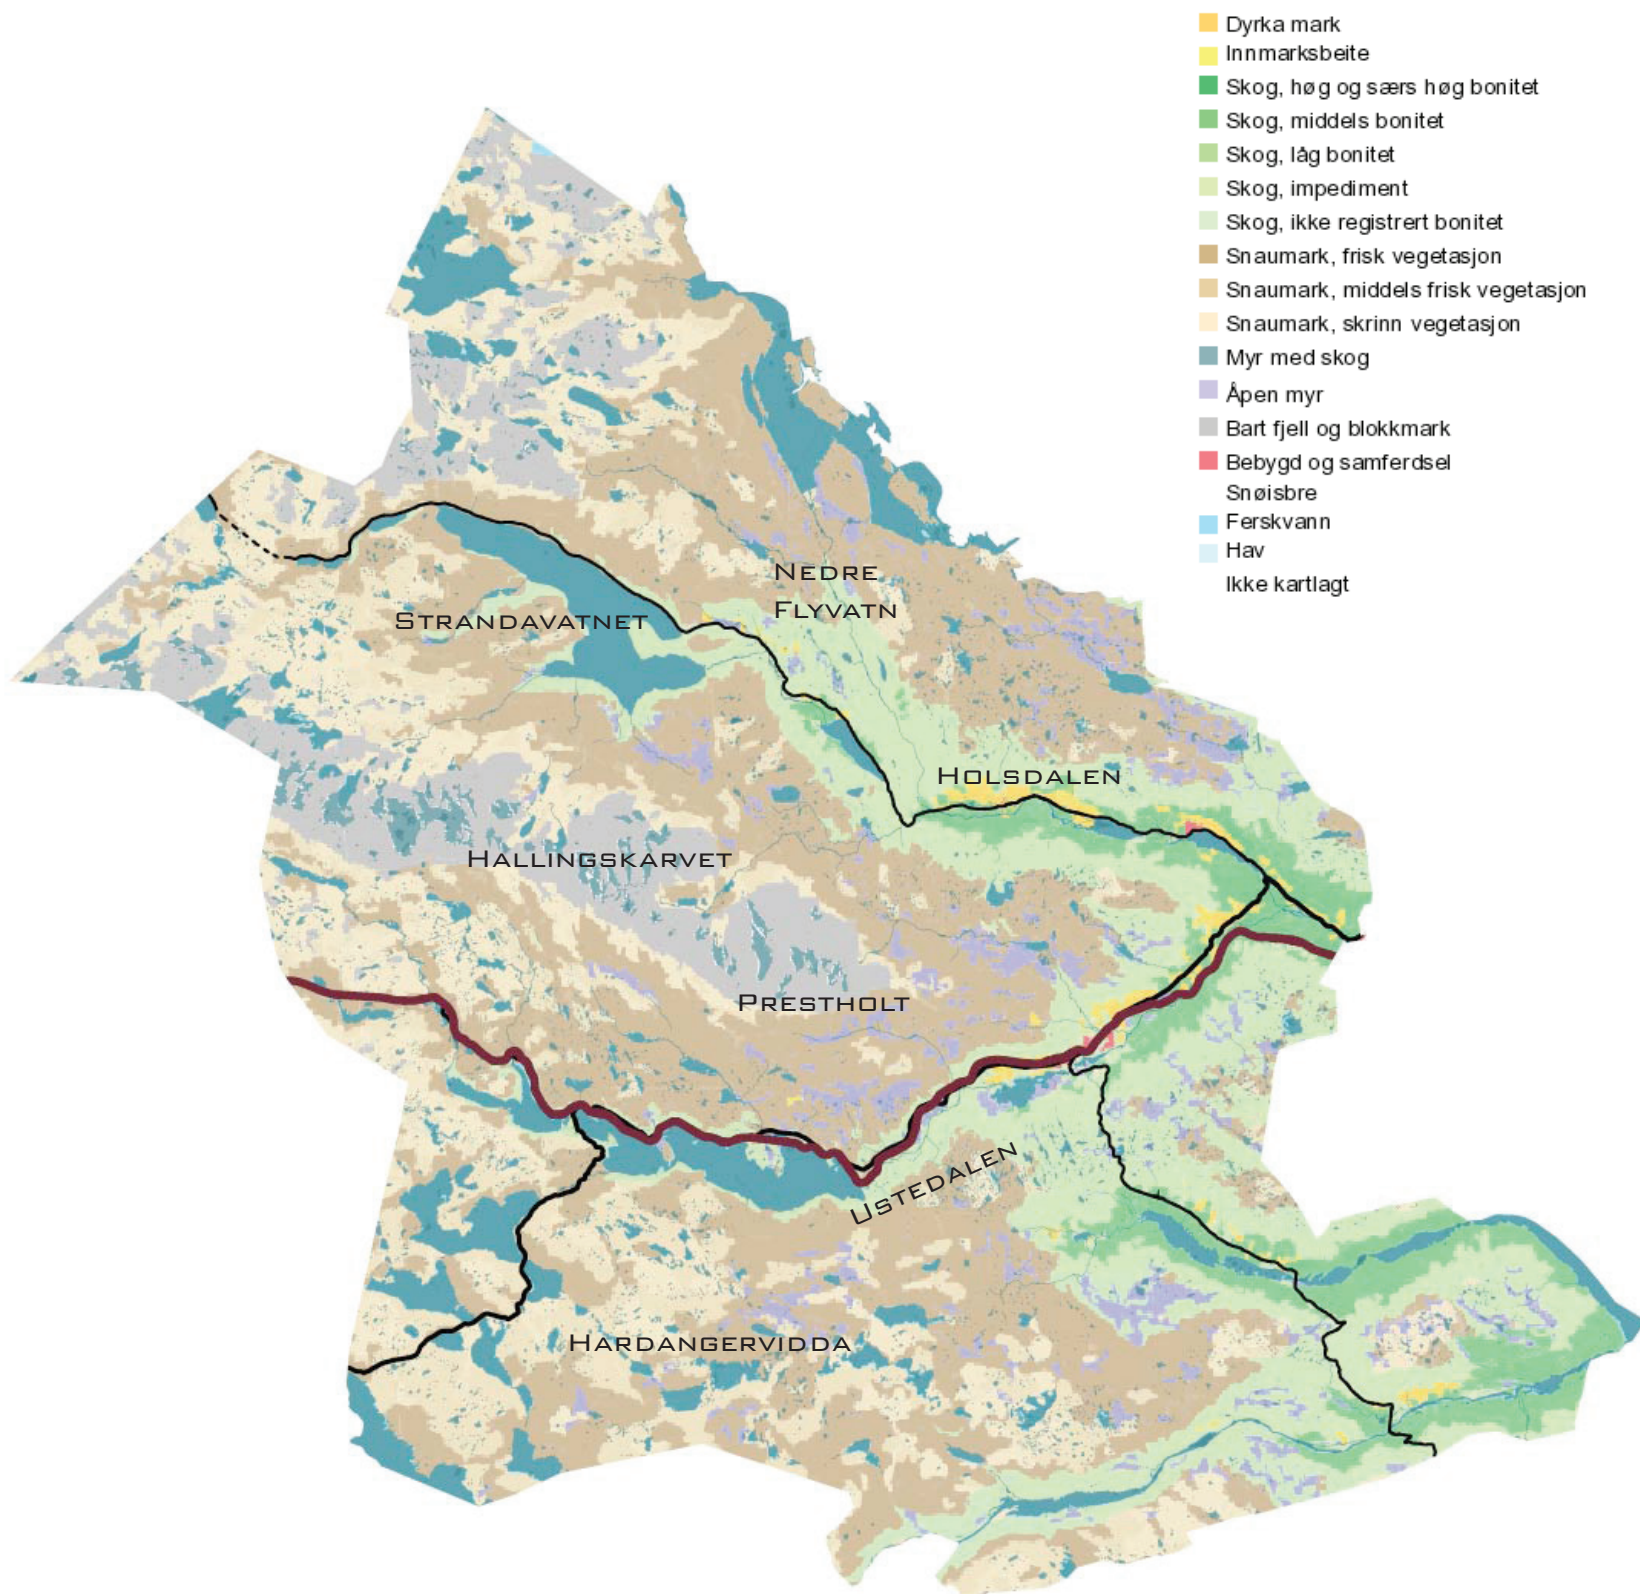 Dyrka mark
Innmarksbeite
Skog, høg og særs høg bonitet
Skog, middels bonitet
Skog, låg bonitet
Skog, impediment
Skog, ikke registrert bonitet
Snaumark, frisk vegetasjon
Snaumark, middels frisk vegetasjon
Snaumark, skrinn vegetasjon
Myr med skog
Åpen myr
Bart fjell og blokkmark
Bebygd og samferdsel
Snøisbre
Ferskvann
Hav
Ikke kartlagt
NEDRE
FLYVATN
STRANDAVATNET
HOLSDALEN
HALLINGSKARVET
PRESTHOLT
USTEDALEN
HARDANGERVIDDA